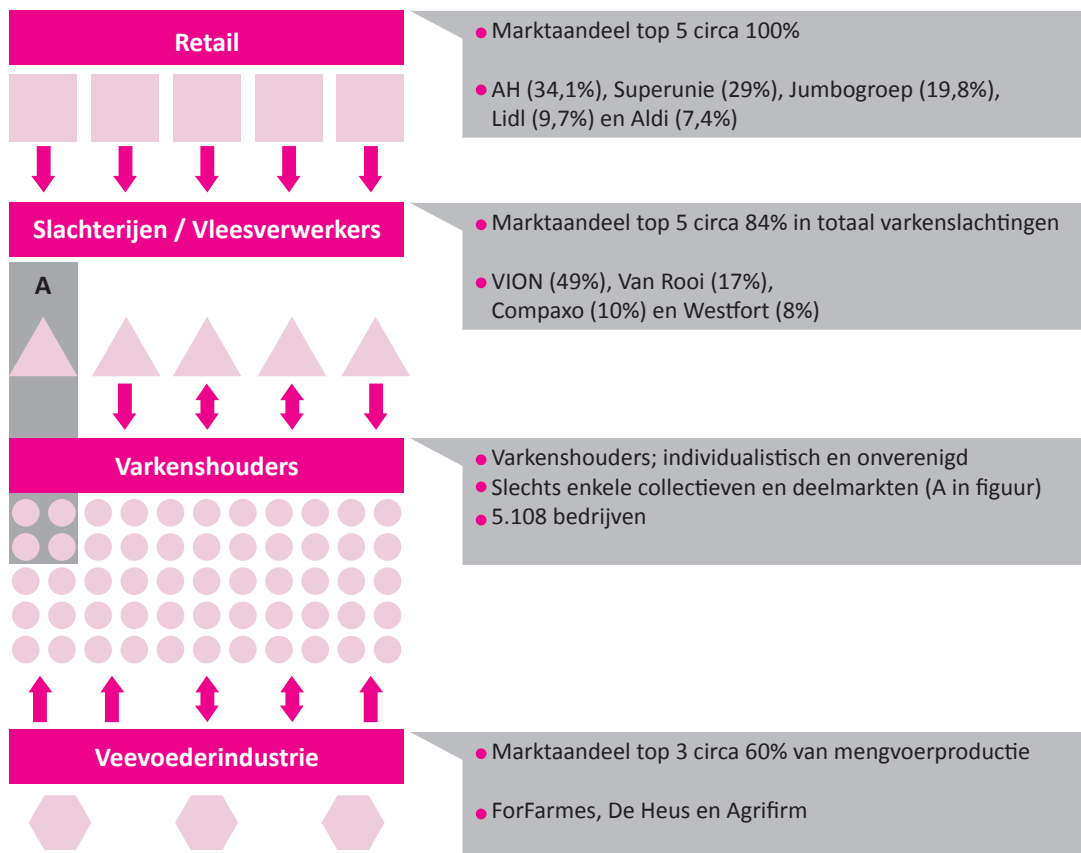 Retail
• Marktaandeel top 5 circa 100%
• AH (34,1%), Superunie (29%), Jumbogroep (19,8%),
Lidl (9,7%) en Aldi (7,4%)
Slachterijen / Vleesverwerkers
• Marktaandeel top 5 circa 84% in totaal varkenslachtingen
• VION (49%), Van Rooi (17%),
Compaxo (10%) en Westfort (8%)
A
Varkenshouders
• Varkenshouders; individualistisch en onverenigd
• Slechts enkele collectieven en deelmarkten (A in figuur)
• 5.108 bedrijven
Veevoederindustrie
• Marktaandeel top 3 circa 60% van mengvoerproductie
• ForFarmes, De Heus en Agrifirm